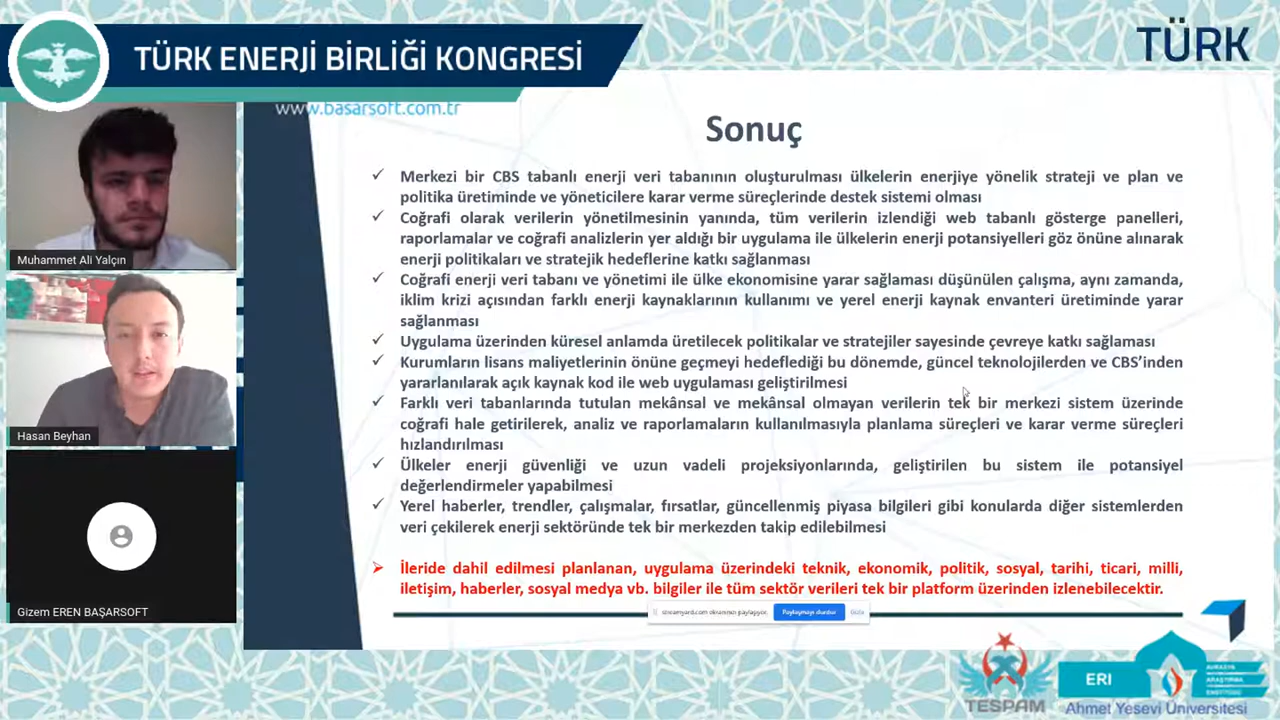 TÜRK ENERJİ BİRLİĞİ KONGRESİ
TÜRK
www.basarsoft.com.tr
Sonuç
Merkezi bir CBS tabanlı enerji veri tabanının oluşturulması ülkelerin enerjiye yönelik strateji ve plan ve
politika üretiminde ve yöneticilere karar verme süreçlerinde destek sistemi olması
Coğrafi olarak verilerin yönetilmesinin yanında, tüm verilerin izlendiği web tabanlı gösterge panelleri,
raporlamalar ve coğrafi analizlerin yer aldığı bir uygulama ile ülkelerin enerji potansiyelleri göz önüne alınarak
enerji politikaları ve stratejik hedeflerine katkı sağlanması
Coğrafi enerji veri tabanı ve yönetimi ile ülke ekonomisine yarar sağlaması düşünülen çalışma, aynı zamanda,
iklim krizi açısından farklı enerji kaynaklarının kullanımı ve yerel enerji kaynak envanteri üretiminde yarar
sağlanması
Uygulama üzerinden küresel anlamda üretilecek politikalar ve stratejiler sayesinde çevreye katkı sağlaması
Kurumların lisans maliyetlerinin önüne geçmeyi hedeflediği bu dönemde, güncel teknolojilerden ve CBS'inden
yararlanılarak açık kaynak kod ile web uygulaması geliştirilmesi
Farklı veri tabanlarında tutulan mekânsal ve mekânsal olmayan verilerin tek bir merkezi sistem üzerinde
coğrafi hale getirilerek, analiz ve raporlamaların kullanılmasıyla planlama süreçleri ve karar verme süreçleri
hızlandırılması
Ülkeler enerji güvenliği ve uzun vadeli projeksiyonlarında, geliştirilen bu sistem ile potansiyel
değerlendirmeler yapabilmesi
Yerel haberler, trendler, çalışmalar, fırsatlar, güncellenmiş piyasa bilgileri gibi konularda diğer sistemlerden
veri çekilerek enerji sektöründe tek bir merkezden takip edilebilmesi
İleride dahil edilmesi planlanan, uygulama üzerindeki teknik, ekonomik, politik, sosyal, tarihi, ticari, milli,
iletişim, haberler, sosyal medya vb. bilgiler ile tüm sektör verileri tek bir platform üzerinden izlenebilecektir.
streamyard.com ekranınızı paylaşıyor.
Paylaşmayı durdur
Gizle
Muhammet Ali Yalçın
Hasan Beyhan
Gizem EREN BAŞARSOFT
TESPAM
ERI
AVRASYA
ARAŞTIRMA
ENSTİTÜSÜ
Ahmet Yesevi Üniversitesi